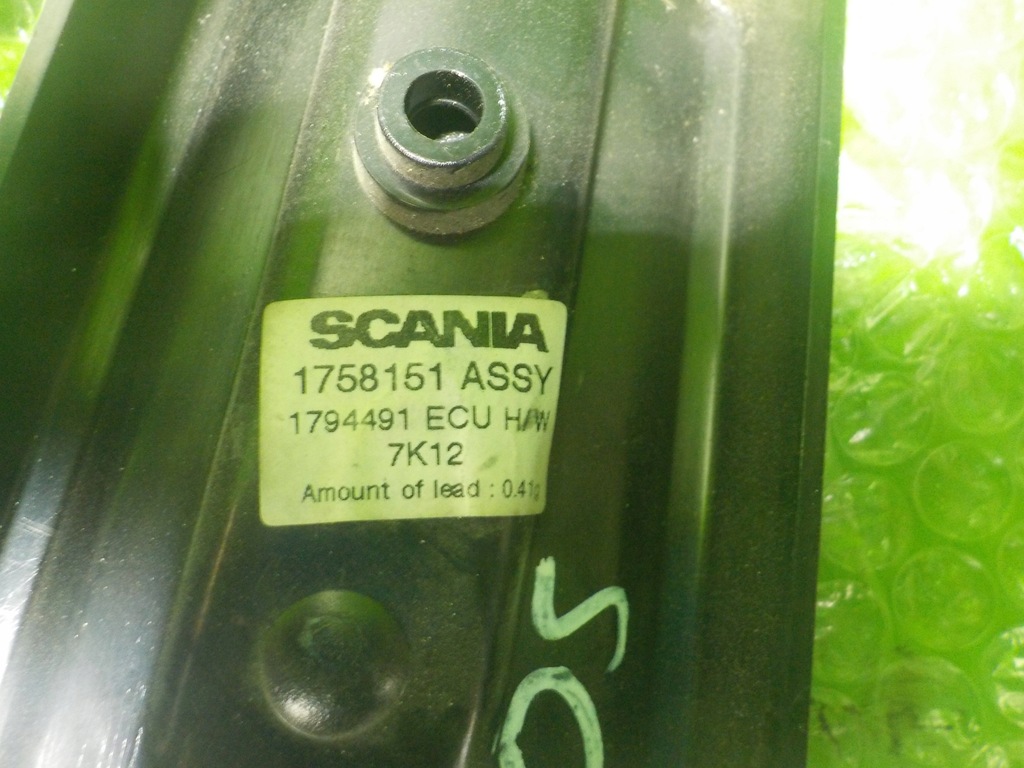 SCANIA
1758151 ASSY
1794491 ECU H/W
7K12
Amount of lead : 0.41g